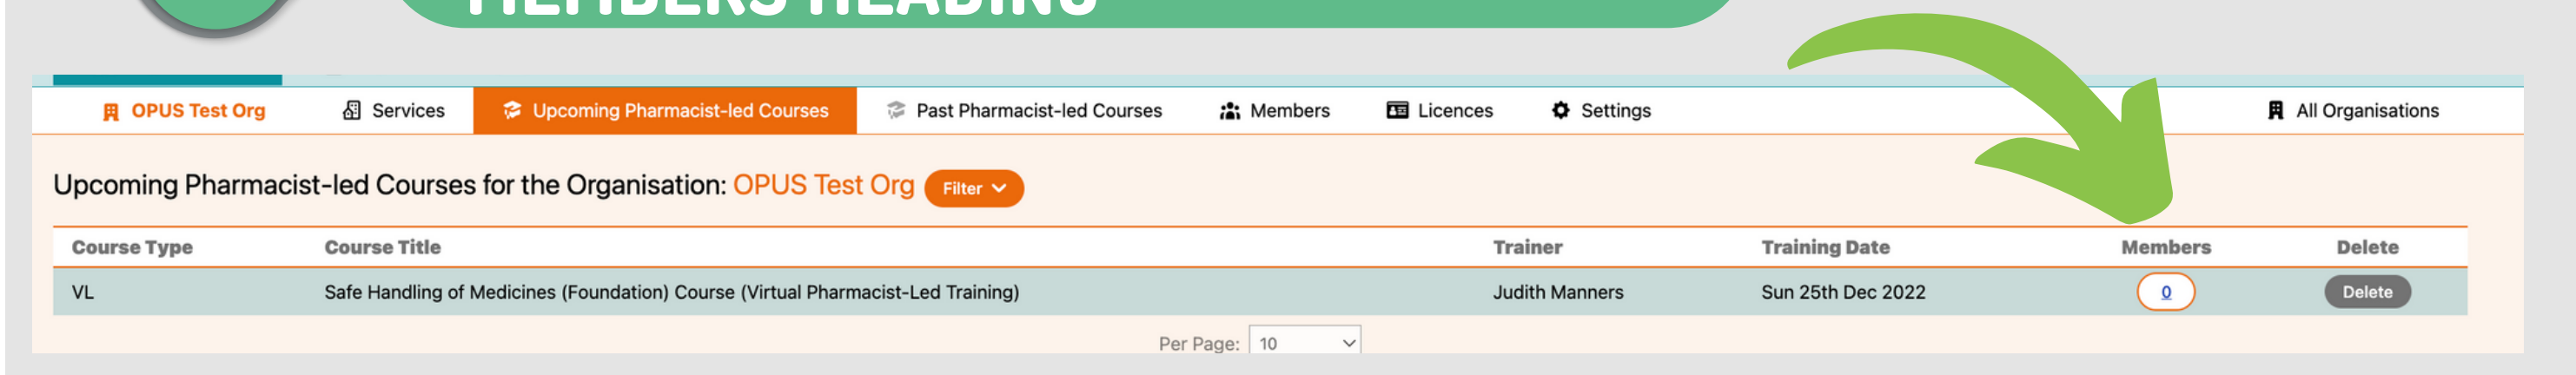 MEMBERS HEADING
OPUS Test Org Services Upcoming Pharmacist-led Courses Past Pharmacist-led Courses Members Licences Settings All Organisations
Upcoming Pharmacist-led Courses for the Organisation: OPUS Test Org Filter
Course Type Course Title Trainer Training Date Members Delete
VL Safe Handling of Medicines (Foundation) Course (Virtual Pharmacist-Led Training) Judith Manners Sun 25th Dec 2022 0 Delete
Per Page: 10